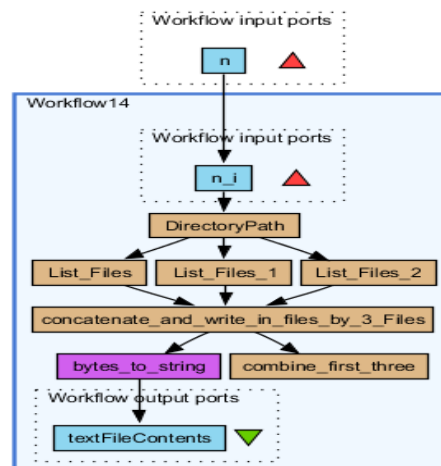 Workflow input ports
n
Workflow14
Workflow input ports
n_i
DirectoryPath
List_Files List_Files_1 List_Files_2
concatenate_and_write_in_files_by_3_Files
bytes_to_string combine_first_three
Workflow output ports
textFileContents